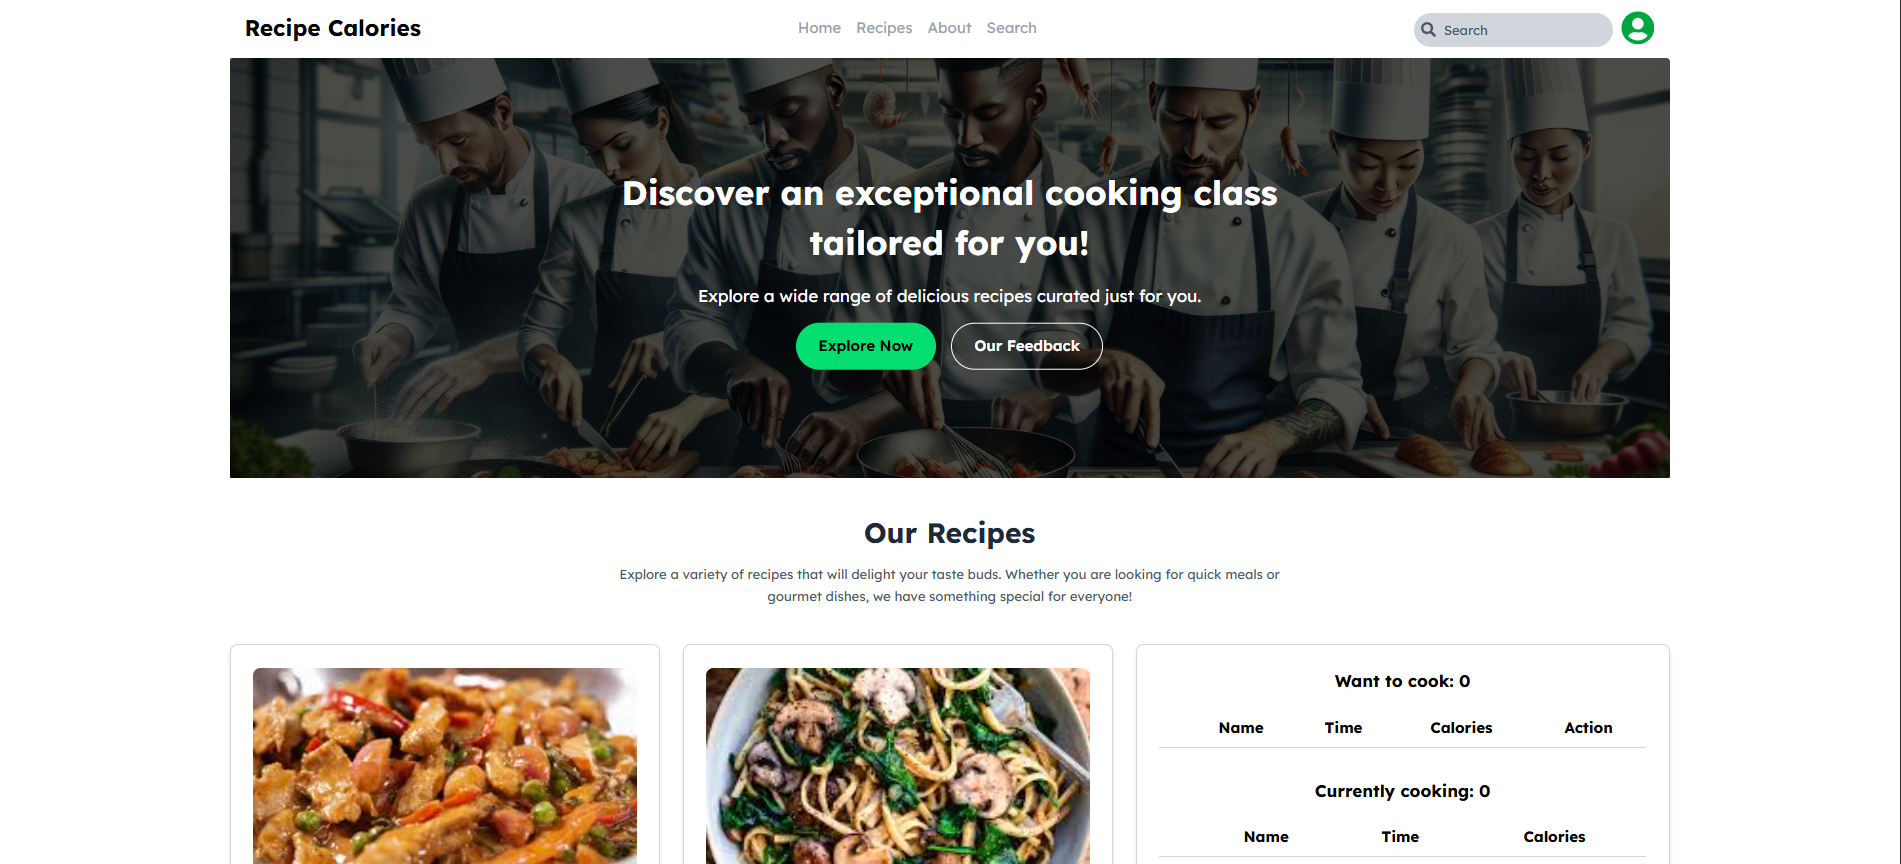 Recipe Calories
Home Recipes About Search
Search
Discover an exceptional cooking class
tailored for you!
Explore a wide range of delicious recipes curated just for you.
Explore Now
Our Feedback
Our Recipes
Explore a variety of recipes that will delight your taste buds. Whether you are looking for quick meals or
gourmet dishes, we have something special for everyone!
Want to cook: 0
Name Time Calories Action
Currently cooking: 0
Name Time Calories